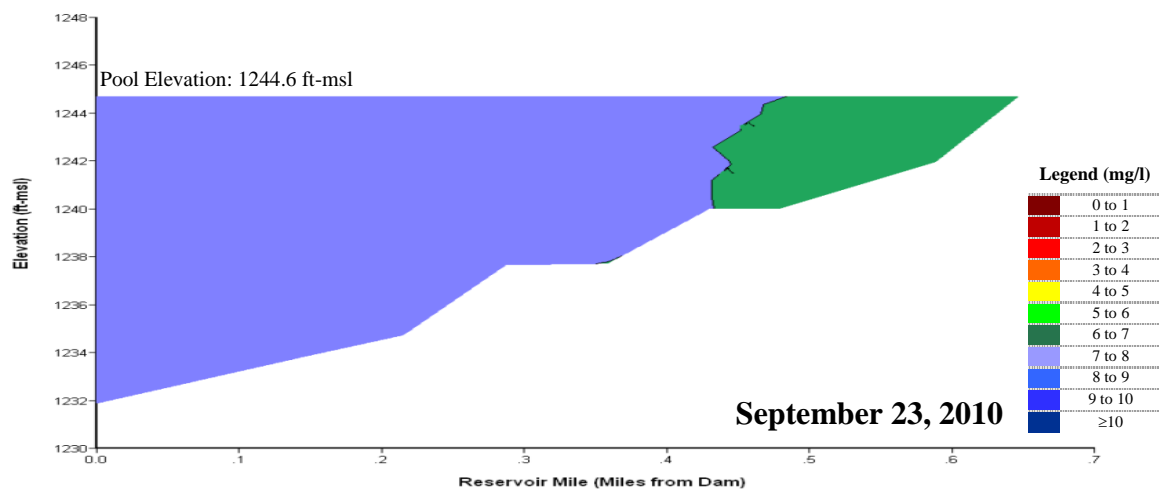 1248
1246
Pool Elevation: 1244.6 ft-msl
1244
1242
1240
1238
1236
1234
1232
1230
Elevation (ft-msl)
0.0 .1 .2 .3 .4 .5 .6 .7
Reservoir Mile (Miles from Dam)
September 23, 2010
Legend (mg/l)
0 to 1
1 to 2
2 to 3
3 to 4
4 to 5
5 to 6
6 to 7
7 to 8
8 to 9
9 to 10
≥10